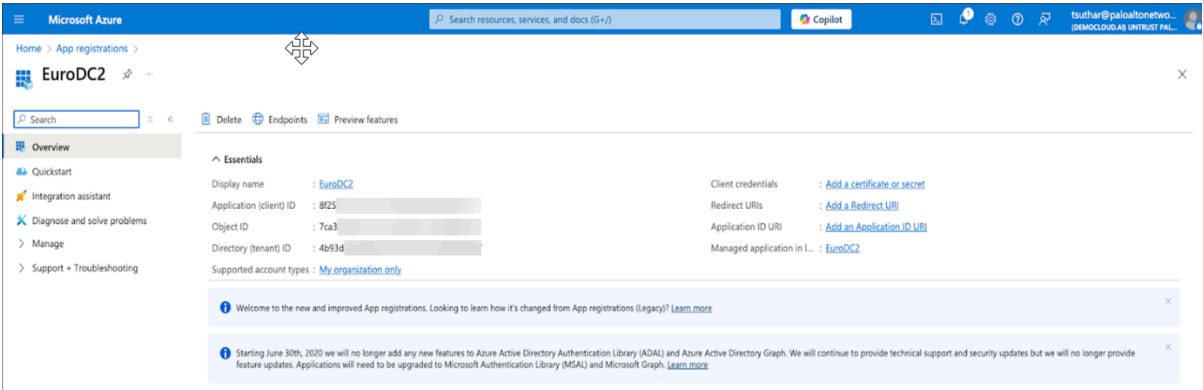 Microsoft Azure
Search resources, services, and docs (G+/)
Copilot
1
tsuthar@paloaltonetwo...
(DEMOCLOUD.AI) UNTRUST PAL...
Home > App registrations >
EuroDC2
Search
Delete
Endpoints
Preview features
Overview
Quickstart
Integration assistant
Diagnose and solve problems
Manage
Support + Troubleshooting
Essentials
Display name : EuroDC2
Application (client) ID : 8f25
Object ID : 7ca3
Directory (tenant) ID : 4b93d
Supported account types : My organization only
Client credentials : Add a certificate or secret
Redirect URIs : Add a Redirect URI
Application ID URI : Add an Application ID URI
Managed application in l... : EuroDC2
Welcome to the new and improved App registrations. Looking to learn how it's changed from App registrations (Legacy)? Learn more
Starting June 30th, 2020 we will no longer add any new features to Azure Active Directory Authentication Library (ADAL) and Azure Active Directory Graph. We will continue to provide technical support and security updates but we will no longer provide
feature updates. Applications will need to be upgraded to Microsoft Authentication Library (MSAL) and Microsoft Graph. Learn more